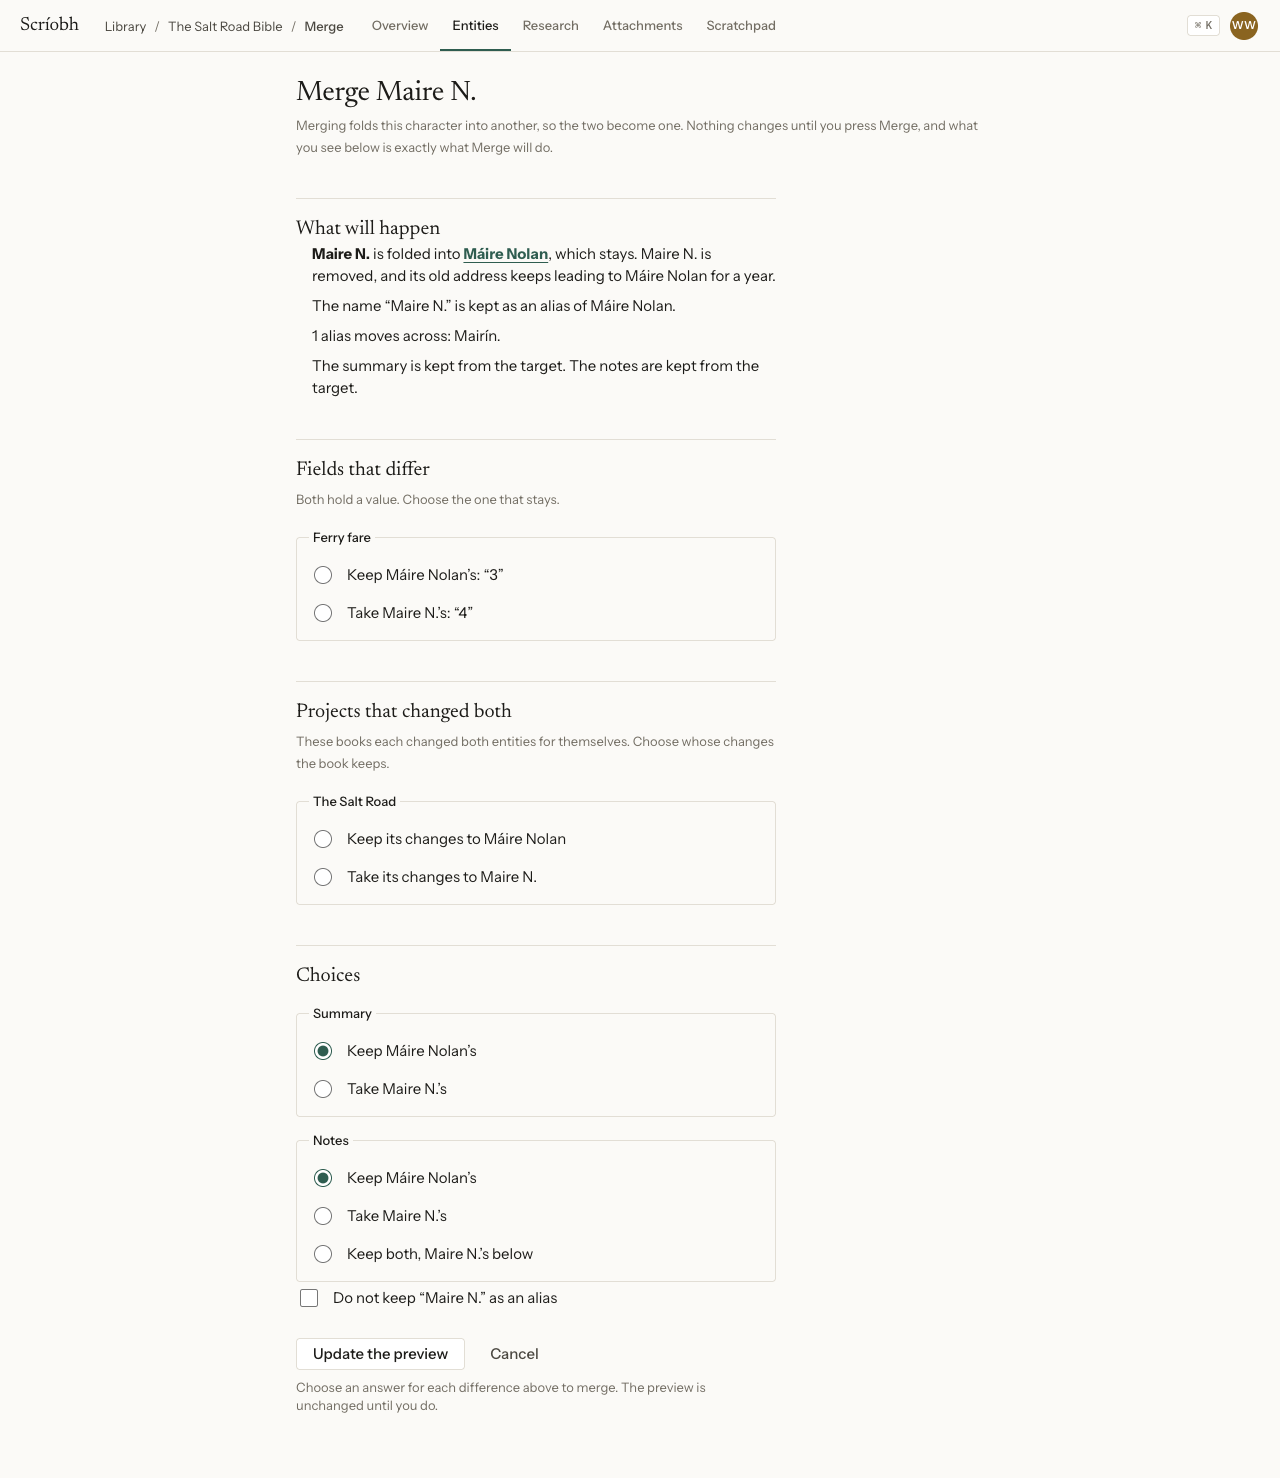 Scríobh
Library / The Salt Road Bible / Merge
Overview
Entities
Research
Attachments
Scratchpad
⌘ K
WW
Merge Maire N.
Merging folds this character into another, so the two become one. Nothing changes until you press Merge, and what
you see below is exactly what Merge will do.
What will happen
Maire N. is folded into Máire Nolan, which stays. Maire N. is
removed, and its old address keeps leading to Máire Nolan for a year.
The name “Maire N.” is kept as an alias of Máire Nolan.
1 alias moves across: Mairín.
The summary is kept from the target. The notes are kept from the
target.
Fields that differ
Both hold a value. Choose the one that stays.
Ferry fare
Keep Máire Nolan’s: “3”
Take Maire N.’s: “4”
Projects that changed both
These books each changed both entities for themselves. Choose whose changes
the book keeps.
The Salt Road
Keep its changes to Máire Nolan
Take its changes to Maire N.
Choices
Summary
Keep Máire Nolan’s
Take Maire N.’s
Notes
Keep Máire Nolan’s
Take Maire N.’s
Keep both, Maire N.’s below
Do not keep “Maire N.” as an alias
Update the preview
Cancel
Choose an answer for each difference above to merge. The preview is
unchanged until you do.